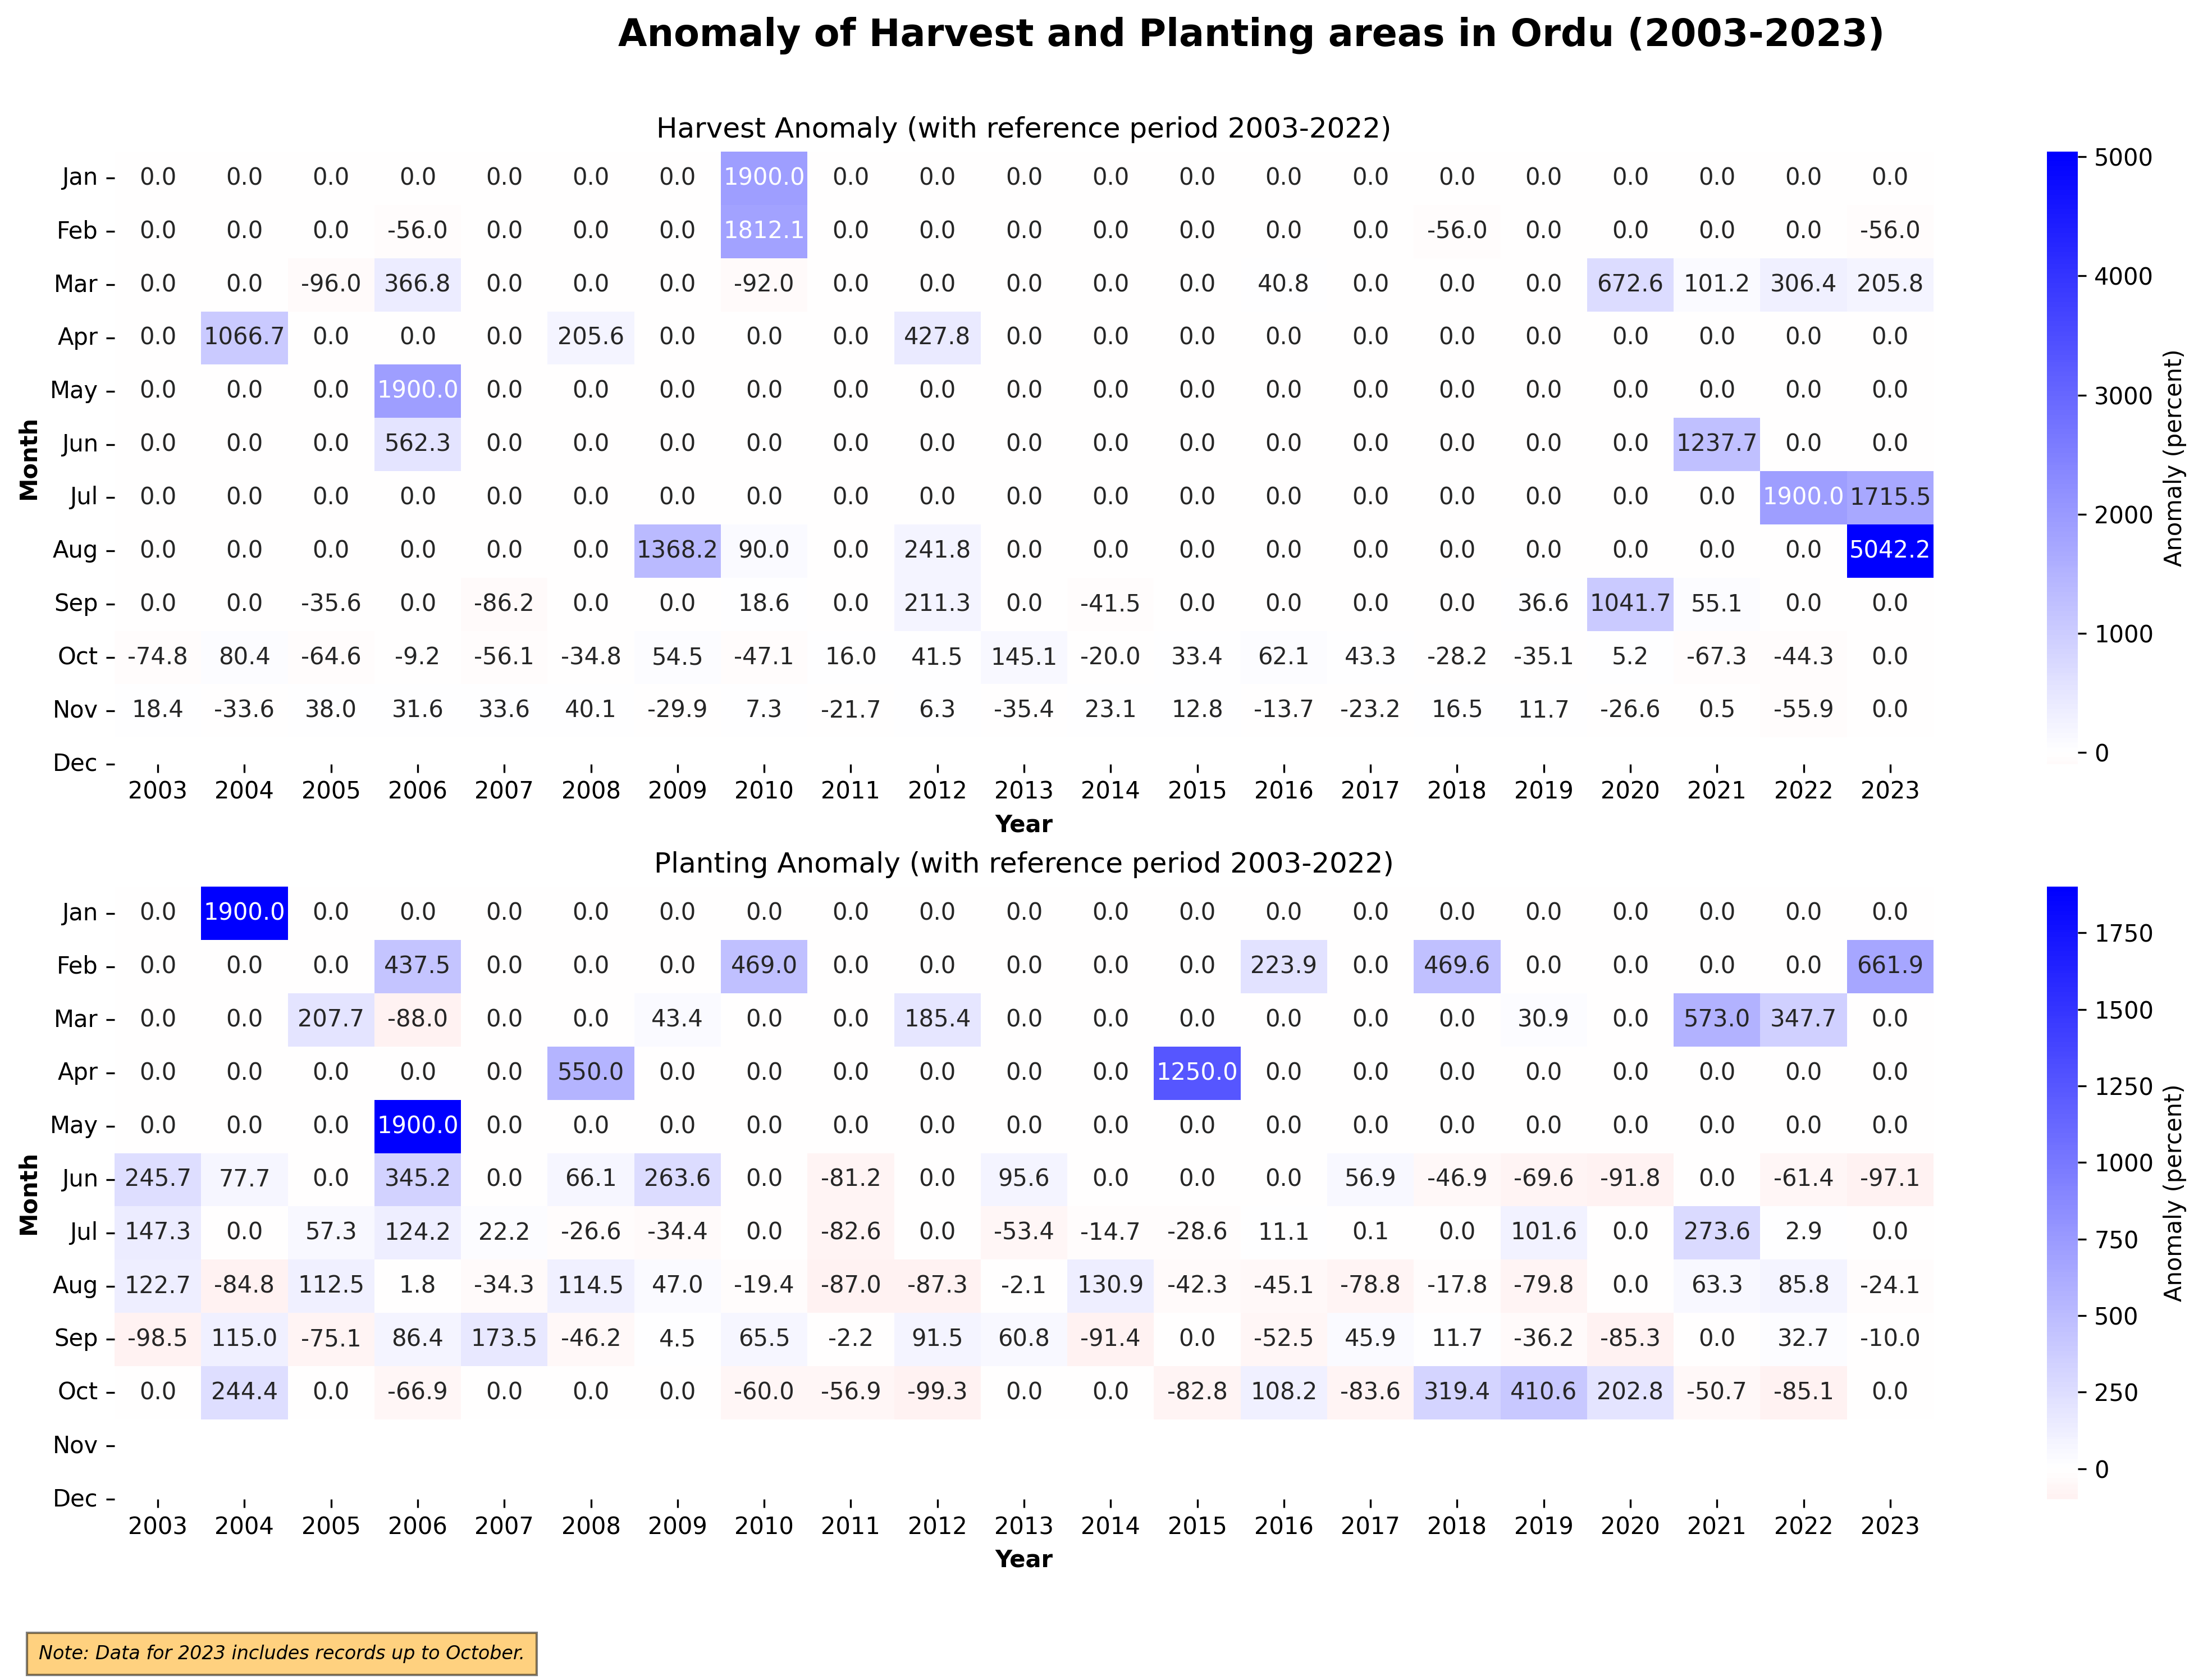 Anomaly of Harvest and Planting areas in Ordu (2003-2023)
Harvest Anomaly (with reference period 2003-2022)
Jan 0.0 0.0 0.0 0.0 0.0 0.0 0.0 1900.0 0.0 0.0 0.0 0.0 0.0 0.0 0.0 0.0 0.0 0.0 0.0 0.0 0.0
Feb 0.0 0.0 0.0 -56.0 0.0 0.0 0.0 1812.1 0.0 0.0 0.0 0.0 0.0 0.0 0.0 -56.0 0.0 0.0 0.0 0.0 -56.0
Mar 0.0 0.0 -96.0 366.8 0.0 0.0 0.0 -92.0 0.0 0.0 0.0 0.0 0.0 40.8 0.0 0.0 0.0 672.6 101.2 306.4 205.8
Apr 0.0 1066.7 0.0 0.0 0.0 205.6 0.0 0.0 0.0 427.8 0.0 0.0 0.0 0.0 0.0 0.0 0.0 0.0 0.0 0.0 0.0
May 0.0 0.0 0.0 1900.0 0.0 0.0 0.0 0.0 0.0 0.0 0.0 0.0 0.0 0.0 0.0 0.0 0.0 0.0 0.0 0.0 0.0
Jun 0.0 0.0 0.0 562.3 0.0 0.0 0.0 0.0 0.0 0.0 0.0 0.0 0.0 0.0 0.0 0.0 0.0 0.0 1237.7 0.0 0.0
Jul 0.0 0.0 0.0 0.0 0.0 0.0 0.0 0.0 0.0 0.0 0.0 0.0 0.0 0.0 0.0 0.0 0.0 0.0 0.0 1900.0 1715.5
Aug 0.0 0.0 0.0 0.0 0.0 0.0 1368.2 90.0 0.0 241.8 0.0 0.0 0.0 0.0 0.0 0.0 0.0 0.0 0.0 0.0 5042.2
Sep 0.0 0.0 -35.6 0.0 -86.2 0.0 0.0 18.6 0.0 211.3 0.0 -41.5 0.0 0.0 0.0 0.0 36.6 1041.7 55.1 0.0 0.0
Oct -74.8 80.4 -64.6 -9.2 -56.1 -34.8 54.5 -47.1 16.0 41.5 145.1 -20.0 33.4 62.1 43.3 -28.2 -35.1 5.2 -67.3 -44.3 0.0
Nov 18.4 -33.6 38.0 31.6 33.6 40.1 -29.9 7.3 -21.7 6.3 -35.4 23.1 12.8 -13.7 -23.2 16.5 11.7 -26.6 0.5 -55.9 0.0
Dec
2003 2004 2005 2006 2007 2008 2009 2010 2011 2012 2013 2014 2015 2016 2017 2018 2019 2020 2021 2022 2023
Month
Year
5000
4000
3000
2000
1000
0
Anomaly (percent)
Planting Anomaly (with reference period 2003-2022)
Jan 0.0 1900.0 0.0 0.0 0.0 0.0 0.0 0.0 0.0 0.0 0.0 0.0 0.0 0.0 0.0 0.0 0.0 0.0 0.0 0.0 0.0
Feb 0.0 0.0 0.0 437.5 0.0 0.0 0.0 469.0 0.0 0.0 0.0 0.0 0.0 223.9 0.0 469.6 0.0 0.0 0.0 0.0 661.9
Mar 0.0 0.0 207.7 -88.0 0.0 0.0 43.4 0.0 0.0 185.4 0.0 0.0 0.0 0.0 0.0 0.0 30.9 0.0 573.0 347.7 0.0
Apr 0.0 0.0 0.0 0.0 0.0 550.0 0.0 0.0 0.0 0.0 0.0 0.0 1250.0 0.0 0.0 0.0 0.0 0.0 0.0 0.0 0.0
May 0.0 0.0 0.0 1900.0 0.0 0.0 0.0 0.0 0.0 0.0 0.0 0.0 0.0 0.0 0.0 0.0 0.0 0.0 0.0 0.0 0.0
Jun 245.7 77.7 0.0 345.2 0.0 66.1 263.6 0.0 -81.2 0.0 95.6 0.0 0.0 0.0 56.9 -46.9 -69.6 -91.8 0.0 -61.4 -97.1
Jul 147.3 0.0 57.3 124.2 22.2 -26.6 -34.4 0.0 -82.6 0.0 -53.4 -14.7 -28.6 11.1 0.1 0.0 101.6 0.0 273.6 2.9 0.0
Aug 122.7 -84.8 112.5 1.8 -34.3 114.5 47.0 -19.4 -87.0 -87.3 -2.1 130.9 -42.3 -45.1 -78.8 -17.8 -79.8 0.0 63.3 85.8 -24.1
Sep -98.5 115.0 -75.1 86.4 173.5 -46.2 4.5 65.5 -2.2 91.5 60.8 -91.4 0.0 -52.5 45.9 11.7 -36.2 -85.3 0.0 32.7 -10.0
Oct 0.0 244.4 0.0 -66.9 0.0 0.0 0.0 -60.0 -56.9 -99.3 0.0 0.0 -82.8 108.2 -83.6 319.4 410.6 202.8 -50.7 -85.1 0.0
Nov
Dec
2003 2004 2005 2006 2007 2008 2009 2010 2011 2012 2013 2014 2015 2016 2017 2018 2019 2020 2021 2022 2023
Month
Year
1750
1500
1250
1000
750
500
250
0
Anomaly (percent)
Note: Data for 2023 includes records up to October.